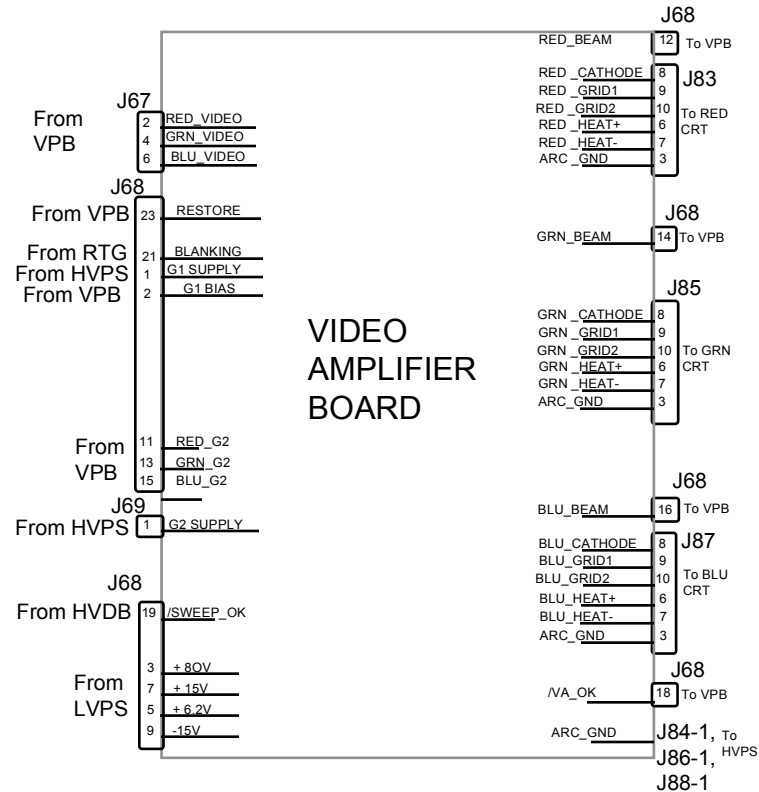 J68
RED_BEAM 12 To VPB
RED _CATHODE 8 J83
RED _GRID1 9
RED _GRID2 10 To RED
RED _HEAT+ 6 CRT
RED _HEAT- 7
ARC _GND 3
J67
From
VPB
2 RED_VIDEO
4 GRN_VIDEO
6 BLU_VIDEO
J68
From VPB 23 RESTORE
From RTG 21 BLANKING
From HVPS 1 G1 SUPPLY
From VPB 2 G1 BIAS
J68
GRN_BEAM 14 To VPB
J85
GRN _CATHODE 8
GRN _GRID1 9
GRN _GRID2 10 To GRN
GRN _HEAT+ 6 CRT
GRN _HEAT- 7
ARC_GND 3
VIDEO
AMPLIFIER
BOARD
From
VPB
11 RED_G2
13 GRN_G2
15 BLU_G2
J69
From HVPS 1 G2 SUPPLY
J68
BLU_BEAM 16 To VPB
BLU_CATHODE 8 J87
BLU_GRID1 9
BLU_GRID2 10 To BLU
BLU_HEAT+ 6 CRT
BLU_HEAT- 7
ARC_GND 3
J68
From HVDB 19 /SWEEP_OK
From
LVPS
3 + 8OV
7 + 15V
5 + 6.2V
9 -15V
J68
/VA_OK 18 To VPB
ARC_GND J84-1, To
J86-1, HVPS
J88-1